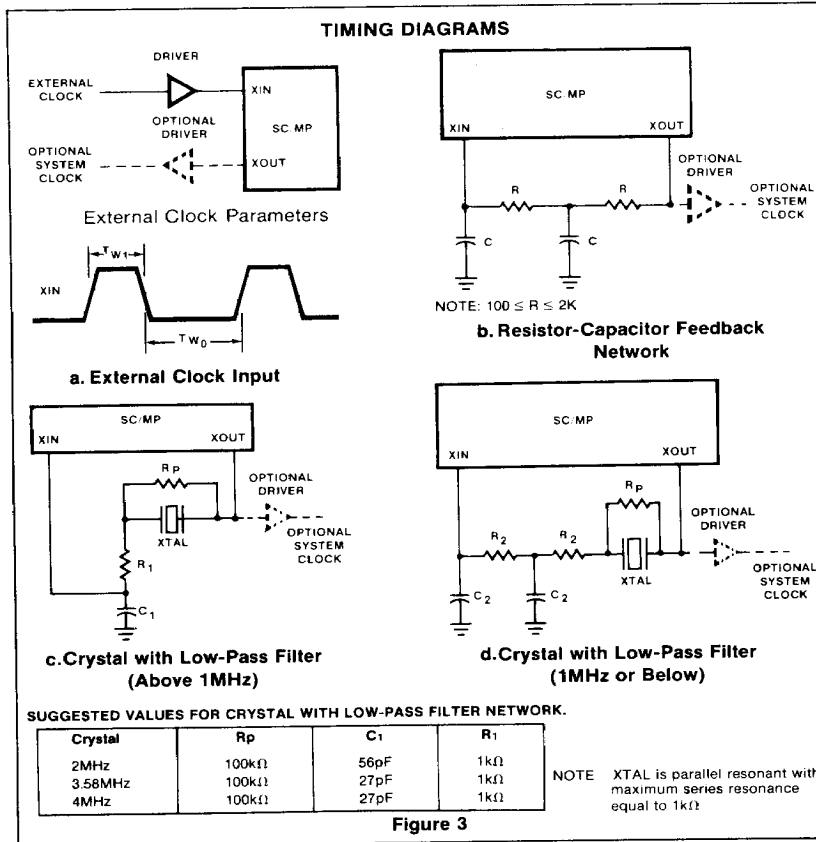 TIMING DIAGRAMS
DRIVER
EXTERNAL
CLOCK
XIN
SC/MP
OPTIONAL
DRIVER
OPTIONAL
SYSTEM
CLOCK
XOUT
External Clock Parameters
TW1
XIN
TW0
a. External Clock Input
SC/MP
XIN
XOUT
OPTIONAL
DRIVER
R
R
OPTIONAL
SYSTEM
CLOCK
C
C
NOTE: 100 ≤ R ≤ 2K
b. Resistor-Capacitor Feedback
Network
SC/MP
XIN
XOUT
Rp
OPTIONAL
DRIVER
XTAL
OPTIONAL
SYSTEM
CLOCK
R1
C1
c. Crystal with Low-Pass Filter
(Above 1MHz)
SC/MP
XIN
XOUT
Rp
OPTIONAL
DRIVER
R2
R2
XTAL
OPTIONAL
SYSTEM
CLOCK
C2
C2
d. Crystal with Low-Pass Filter
(1MHz or Below)
SUGGESTED VALUES FOR CRYSTAL WITH LOW-PASS FILTER NETWORK.
Crystal Rp C1 R1
2MHz 100kΩ 56pF 1kΩ
3.58MHz 100kΩ 27pF 1kΩ
4MHz 100kΩ 27pF 1kΩ
NOTE XTAL is parallel resonant with
maximum series resonance
equal to 1kΩ
Figure 3